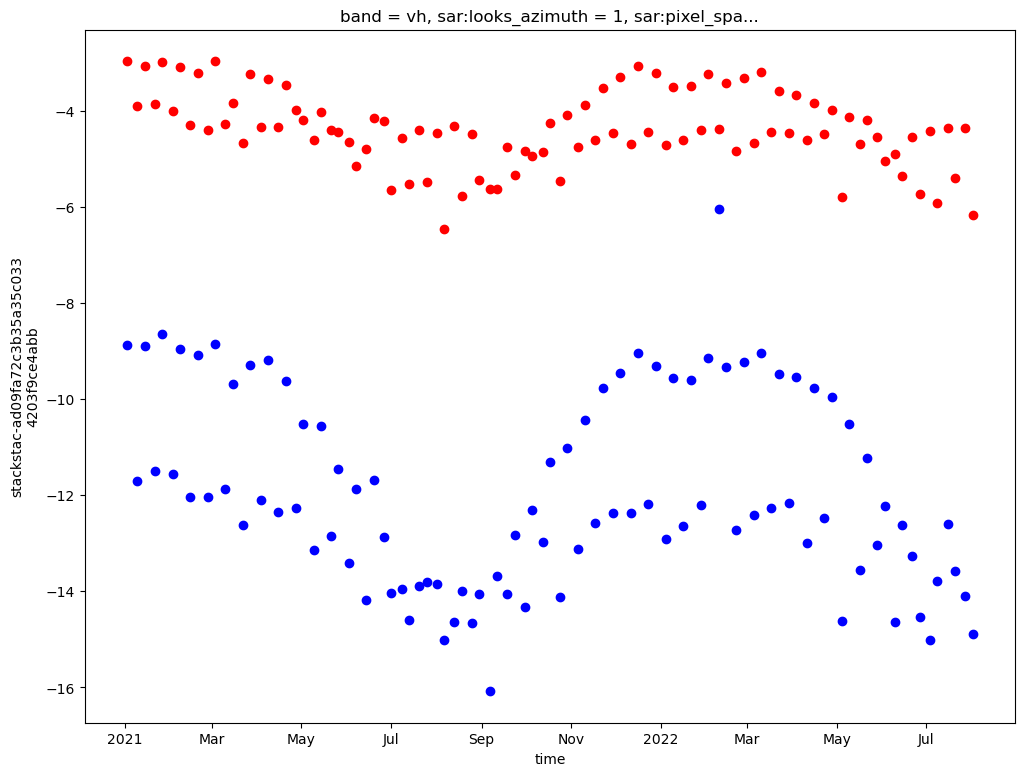 band = vh, sar:looks_azimuth = 1, sar:pixel_spa...
stackstac-ad09fa72c3b35a35c033
4203f9ce4abb
−4
−6
−8
−10
−12
−14
−16
2021
Mar
May
Jul
Sep
Nov
2022
Mar
May
Jul
time